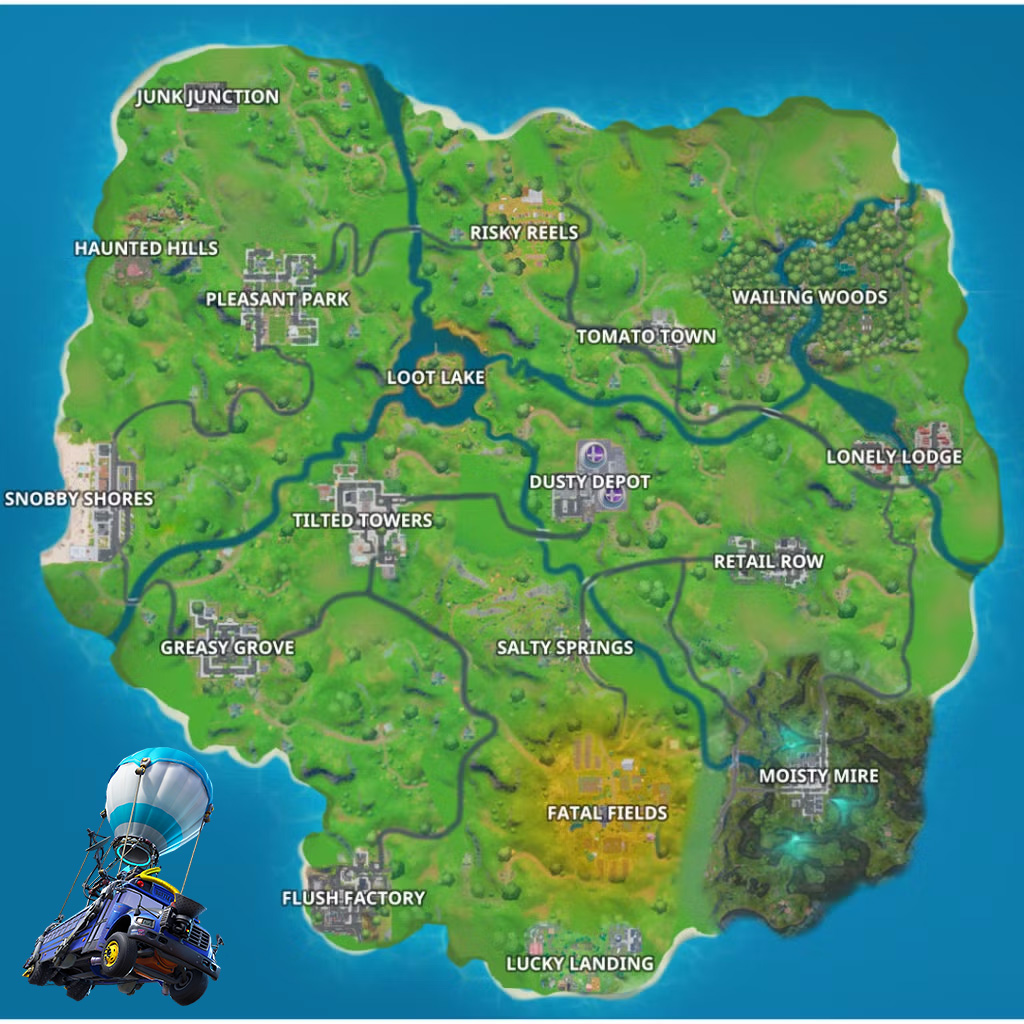 JUNK JUNCTION
RISKY REELS
HAUNTED HILLS
PLEASANT PARK
WAILING WOODS
TOMATO TOWN
LOOT LAKE
LONELY LODGE
DUSTY DEPOT
SNOBBY SHORES
TILTED TOWERS
RETAIL ROW
GREASY GROVE
SALTY SPRINGS
MOISTY MIRE
FATAL FIELDS
FLUSH FACTORY
LUCKY LANDING